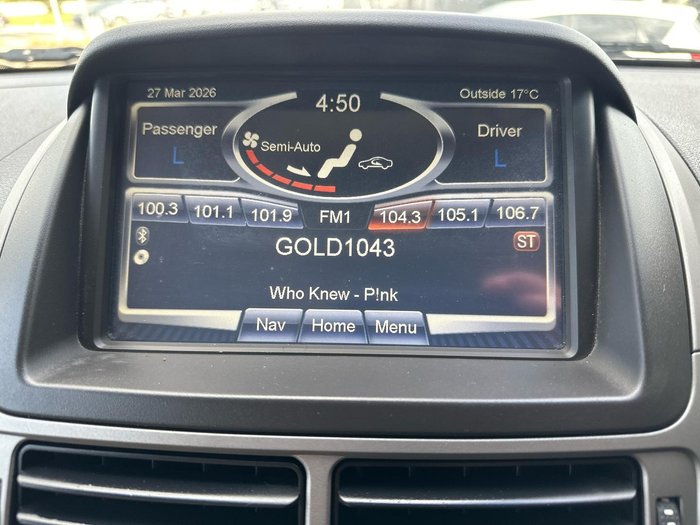 27 Mar 2026
4:50
Outside 17°C
Passenger
L
Semi-Auto
Driver
L
100.3 101.1 101.9 FM1 104.3 105.1 106.7
GOLD1043
ST
Who Knew - P!nk
Nav Home Menu